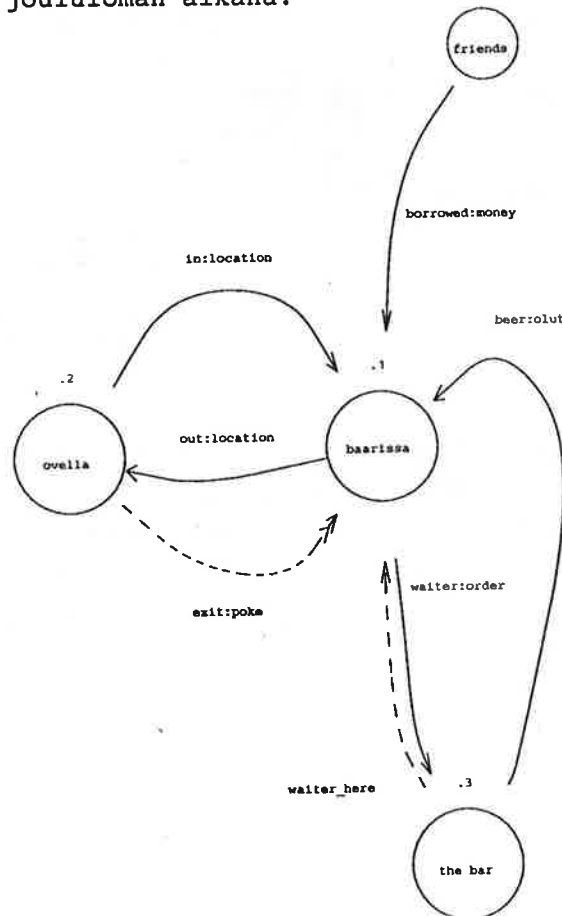 joululoman aikana.
friends
borrowed:money
in:location
beer:olut
.1
.2
out:location
baarissa
ovella
waiter:order
exit:poke
.3
waiter_here
the bar